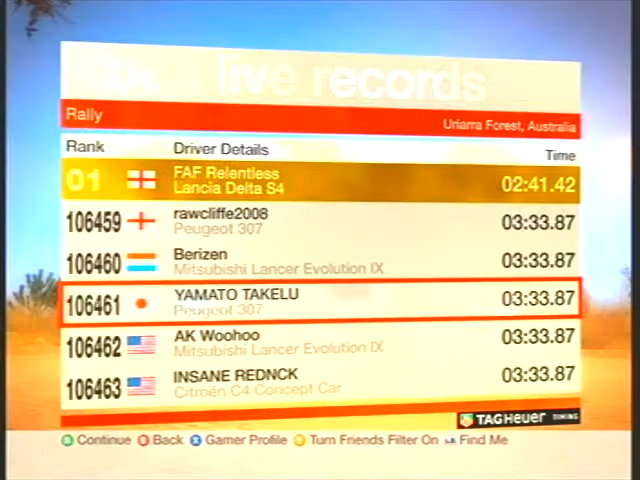 live records
Rally
Uriarra Forest, Australia
Rank Driver Details Time
01 FAF Relentless 02:41.42
Lancia Delta S4
106459 rawcliffe2008 03:33.87
Peugeot 307
106460 Berizen 03:33.87
Mitsubishi Lancer Evolution IX
106461 YAMATO TAKELU 03:33.87
Peugeot 307
106462 AK Woohoo 03:33.87
Mitsubishi Lancer Evolution IX
106463 INSANE REDNCK 03:33.87
Citroën C4 Concept Car
TAGHeuer TIMING
Continue Back Gamer Profile Turn Friends Filter On Find Me